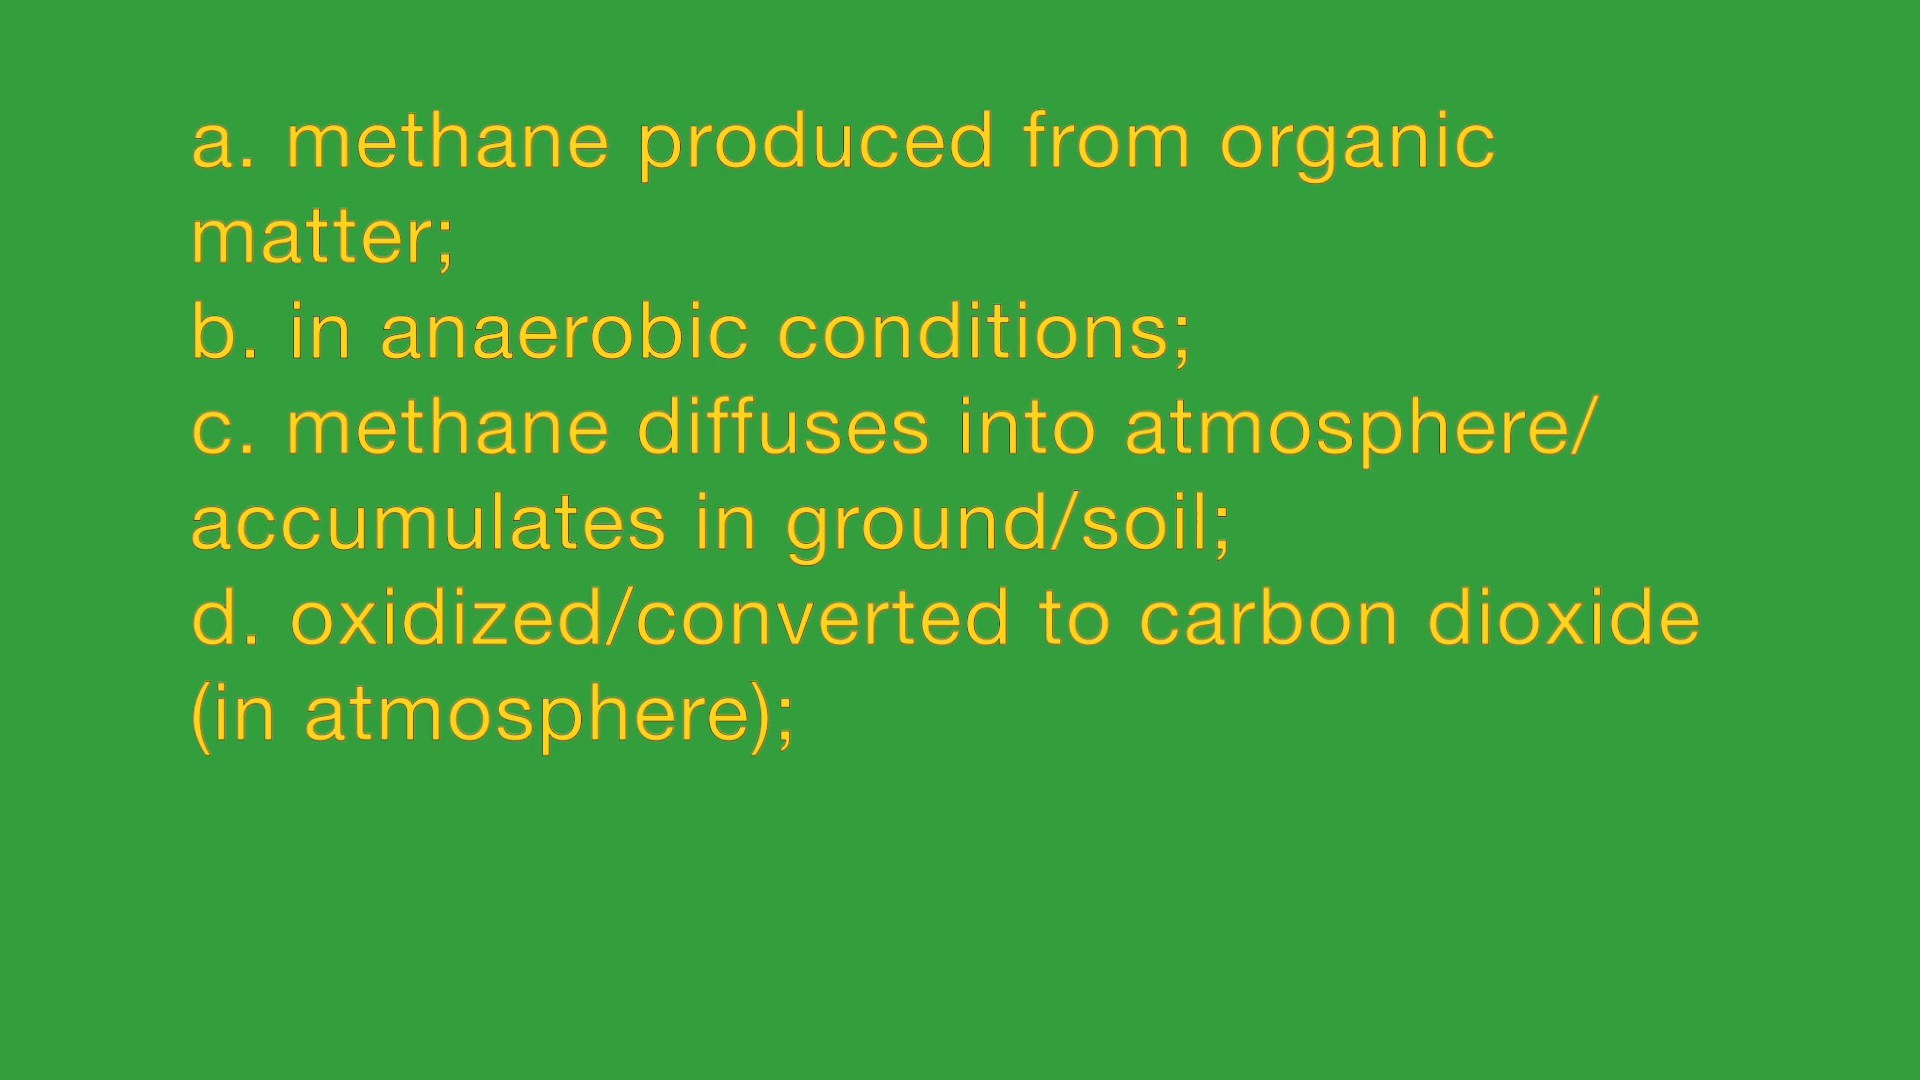 a. methane produced from organic
matter;
b. in anaerobic conditions;
c. methane diffuses into atmosphere/
accumulates in ground/soil;
d. oxidized/converted to carbon dioxide
(in atmosphere);